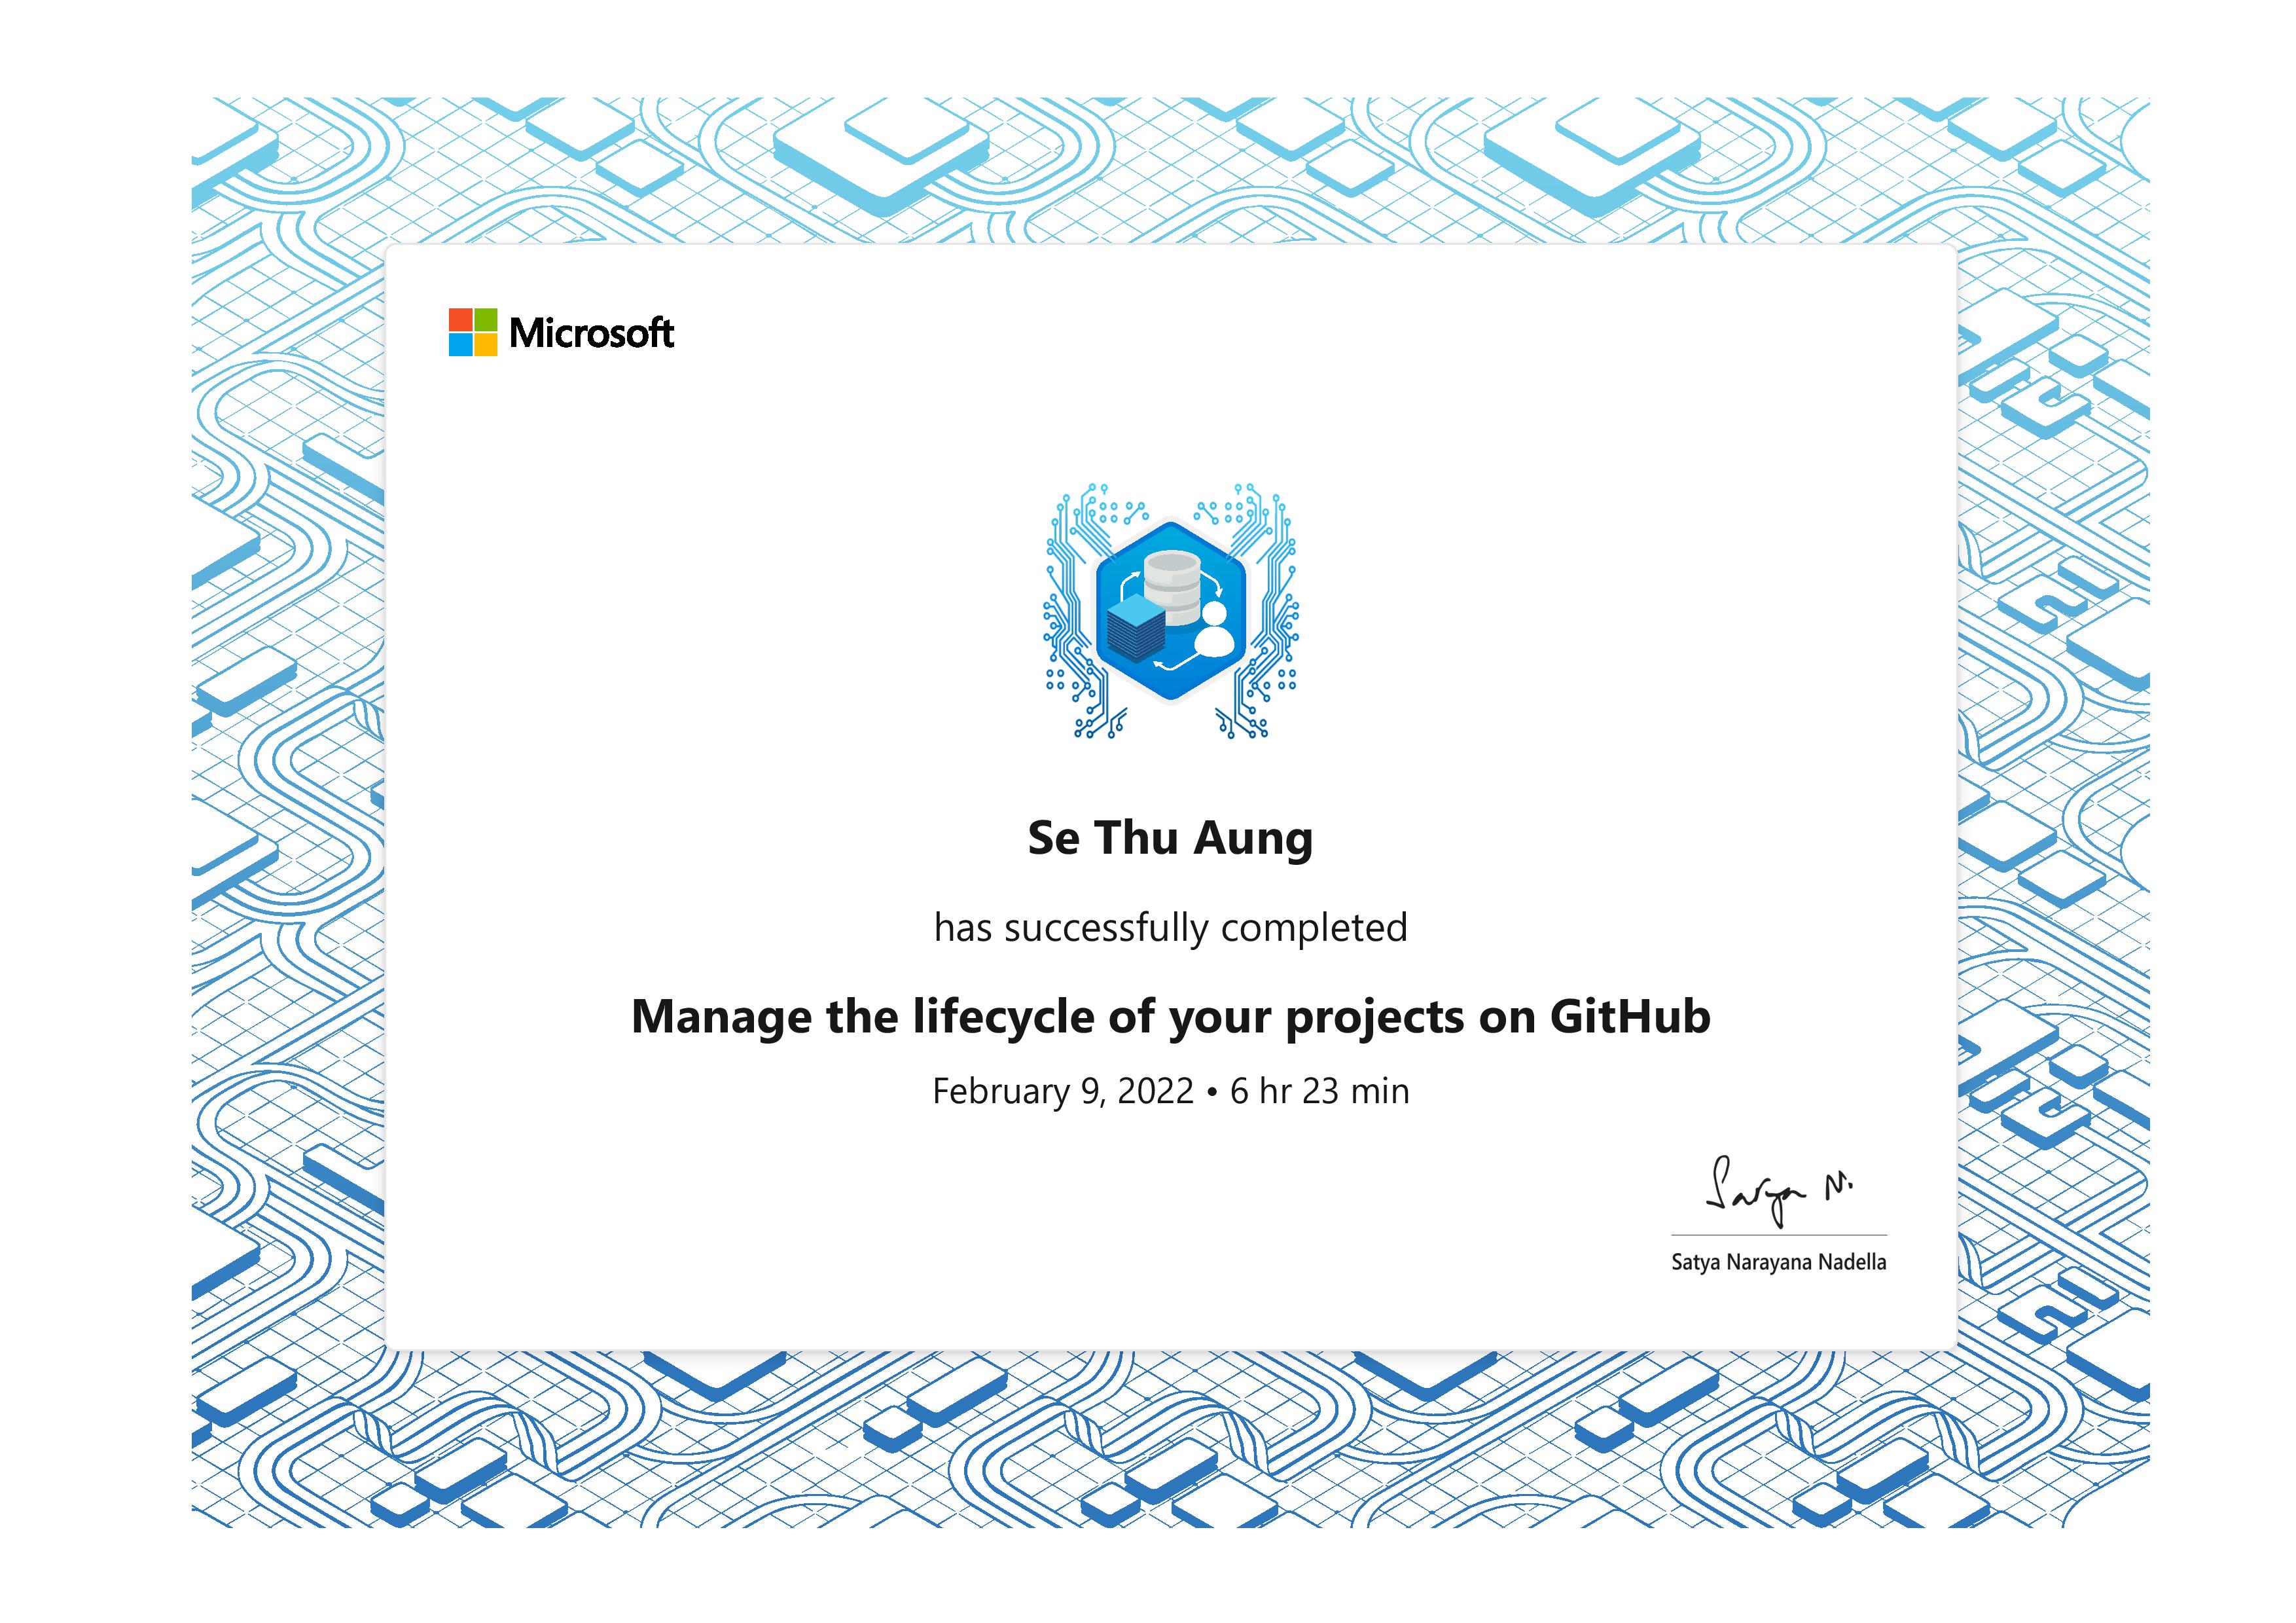 Microsoft
Se Thu Aung
has successfully completed
Manage the lifecycle of your projects on GitHub
February 9, 2022 • 6 hr 23 min
Satya N.
Satya Narayana Nadella